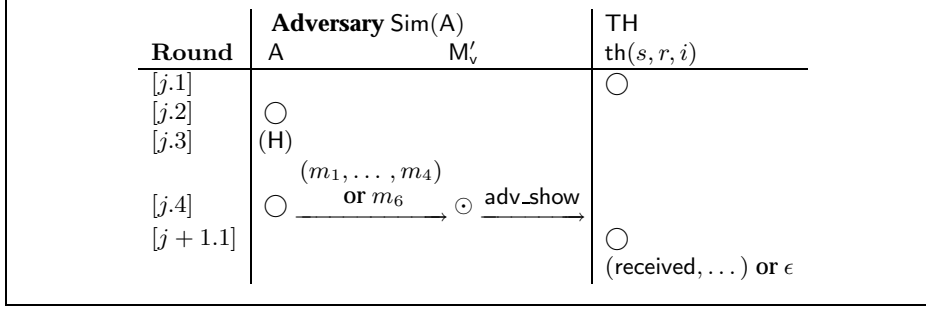 Adversary Sim(A) TH
Round A M′ᵥ th(s, r, i)
[j.1] ◯
[j.2] ◯
[j.3] (H)
(m₁, . . . , m₄)
[j.4] ◯ or m₆ ⊙ adv_show
[j + 1.1] ◯
(received, . . . ) or ϵ